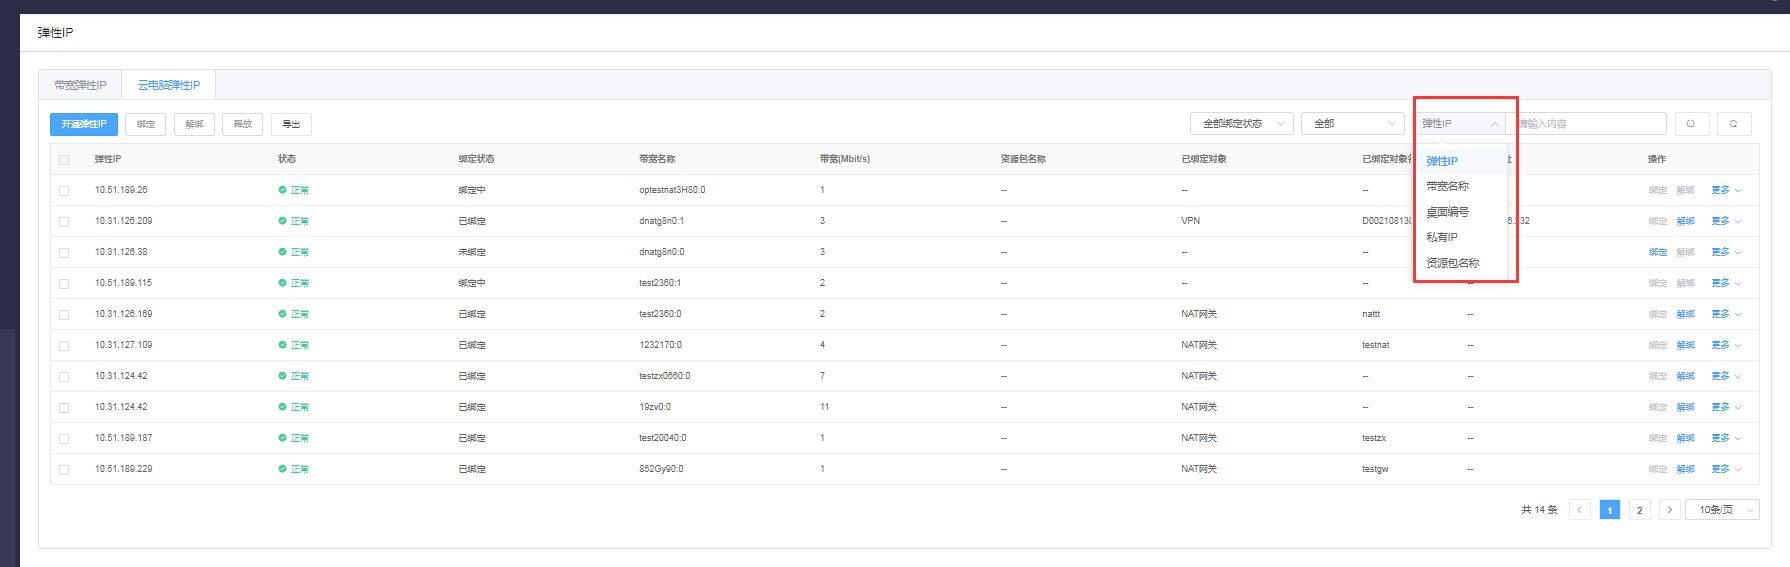 弹性IP
带宽弹性IP 云电脑弹性IP
开通弹性IP 绑定 解绑 释放 导出 全部绑定状态 全部 弹性IP 请输入内容
弹性IP 状态 绑定状态 带宽名称 带宽(Mbit/s) 资源包名称 已绑定对象 已绑定对象 操作
弹性IP
带宽名称
桌面编号
私有IP
资源包名称
10.51.189.26 正常 绑定中 optestnat3H80:0 1 -- -- -- 绑定 解绑 更多
10.31.126.209 正常 已绑定 dnatg8n0:1 3 -- VPN D00210813 .232 绑定 解绑 更多
10.31.126.38 正常 未绑定 dnatg8n0:0 3 -- -- -- 绑定 解绑 更多
10.51.189.115 正常 绑定中 test2360:1 2 -- -- -- -- 绑定 解绑 更多
10.31.126.169 正常 已绑定 test2360:0 2 -- NAT网关 nattt -- 绑定 解绑 更多
10.31.127.109 正常 已绑定 1232170:0 4 -- NAT网关 testnat -- 绑定 解绑 更多
10.31.124.42 正常 已绑定 testzx0660:0 7 -- NAT网关 -- -- 绑定 解绑 更多
10.31.124.42 正常 已绑定 19zv0:0 11 -- NAT网关 -- -- 绑定 解绑 更多
10.51.189.187 正常 已绑定 test20040:0 1 -- NAT网关 testzx -- 绑定 解绑 更多
10.51.189.229 正常 已绑定 852Gy90:0 1 -- NAT网关 testgw -- 绑定 解绑 更多
共 14 条 1 2 10条/页